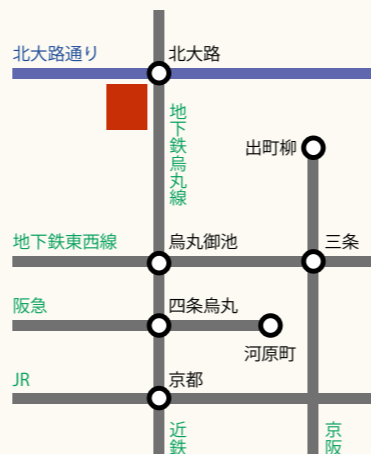 北大路通り
北大路
地下鉄烏丸線
出町柳
地下鉄東西線
烏丸御池
三条
阪急
四条烏丸
河原町
JR
京都
近鉄
京阪